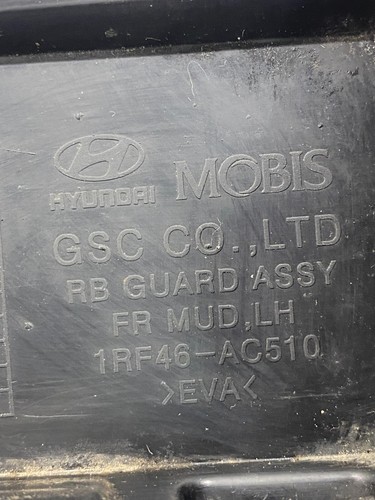 HYUNDAI MOBIS
GSC CO.,LTD
RB GUARD ASSY
FR MUD,LH
1RF46-AC510
>EVA<